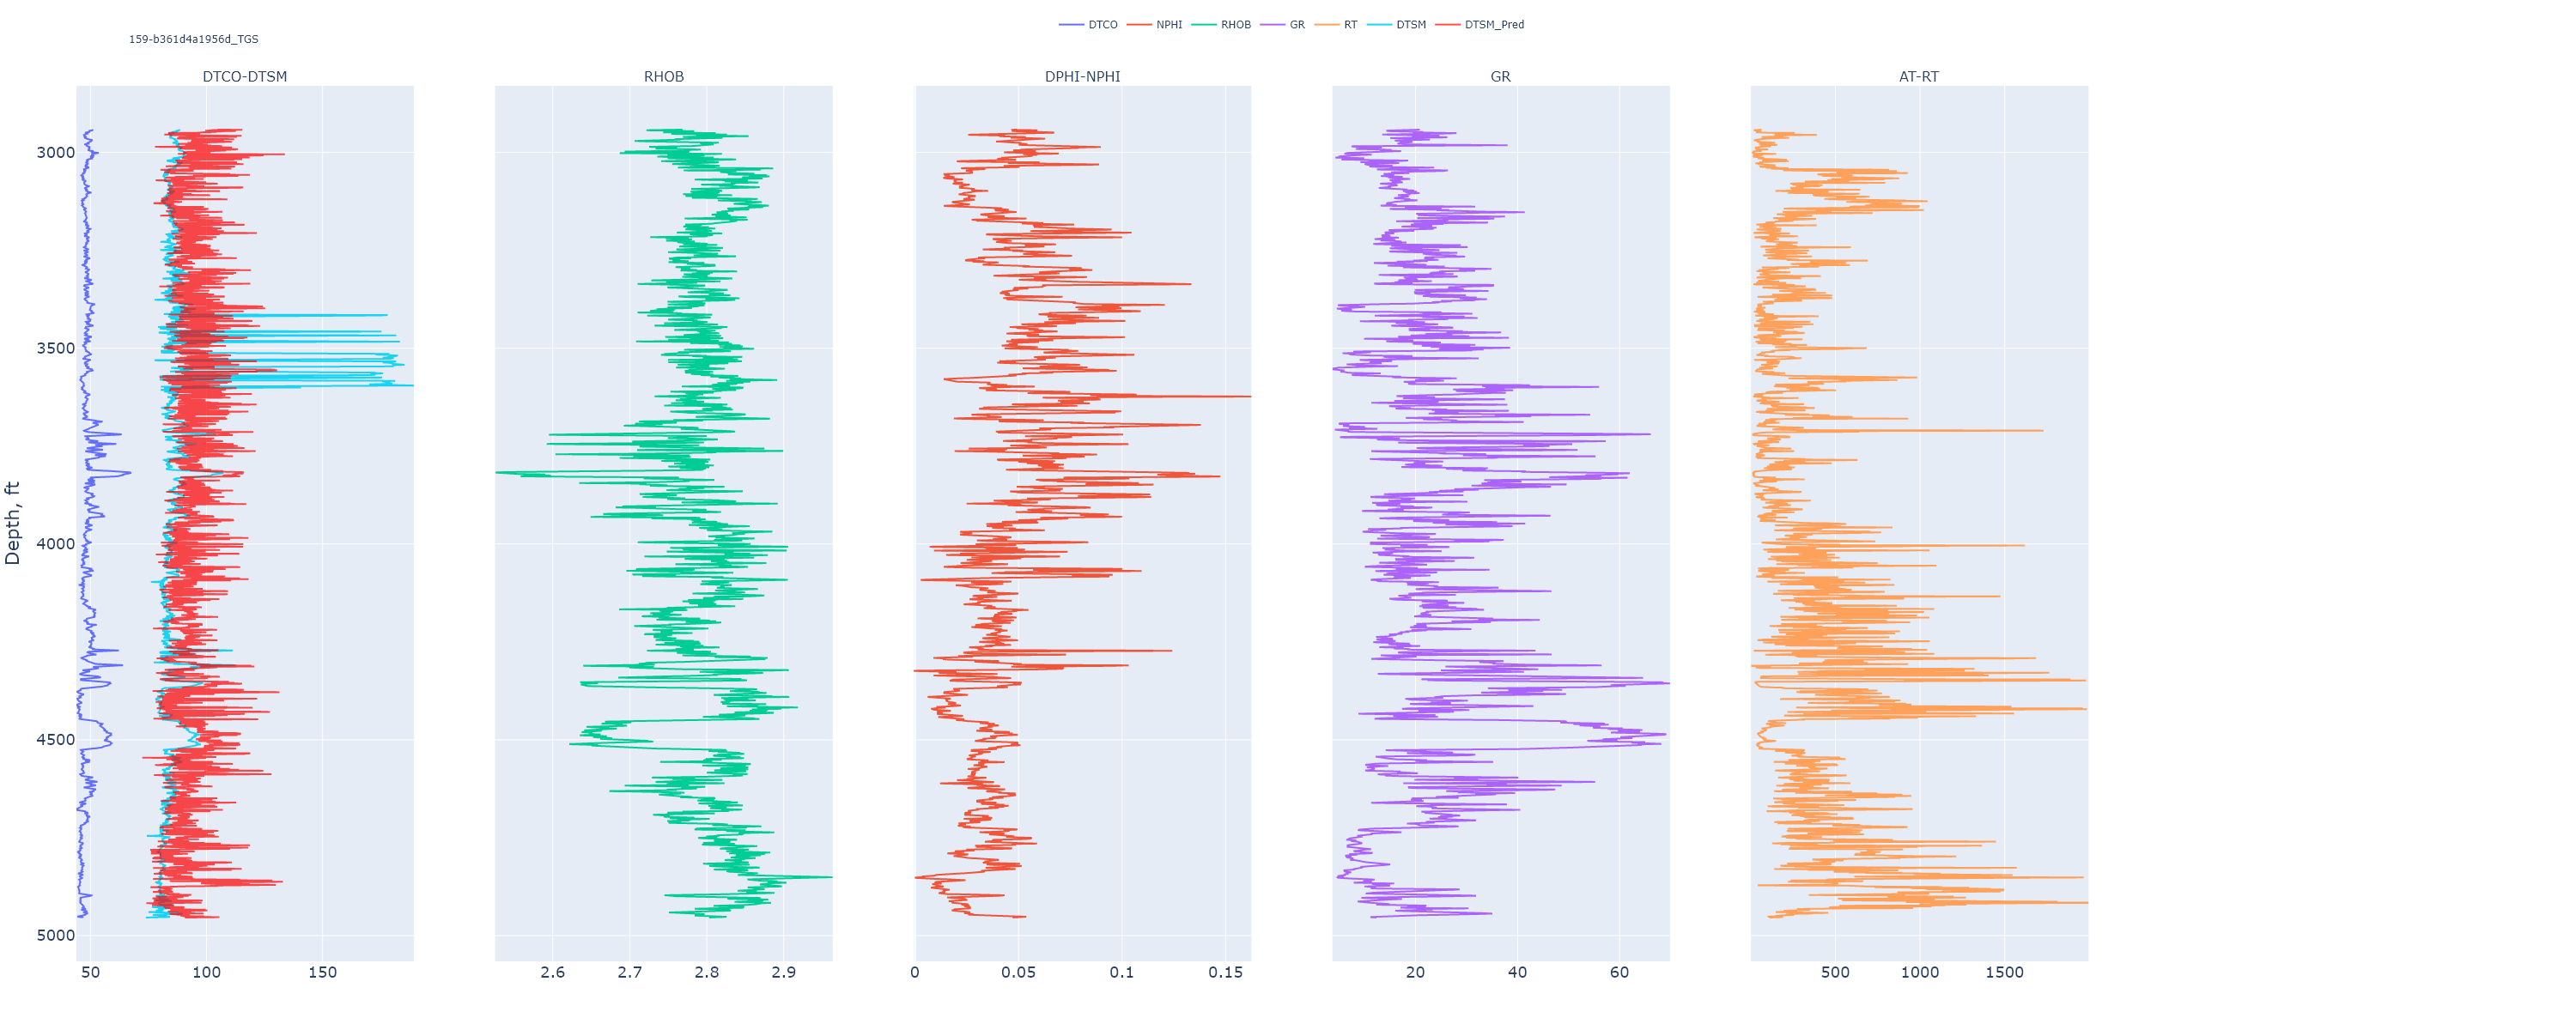 DTCO NPHI RHOB GR RT DTSM DTSM_Pred
159-b361d4a1956d_TGS
DTCO-DTSM RHOB DPHI-NPHI GR AT-RT
Depth, ft
3000
3500
4000
4500
5000
50 100 150 2.6 2.7 2.8 2.9 0 0.05 0.1 0.15 20 40 60 500 1000 1500